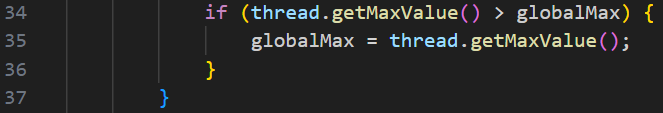 34 if (thread.getMaxValue() > globalMax) {
35 globalMax = thread.getMaxValue();
36 }
37 }